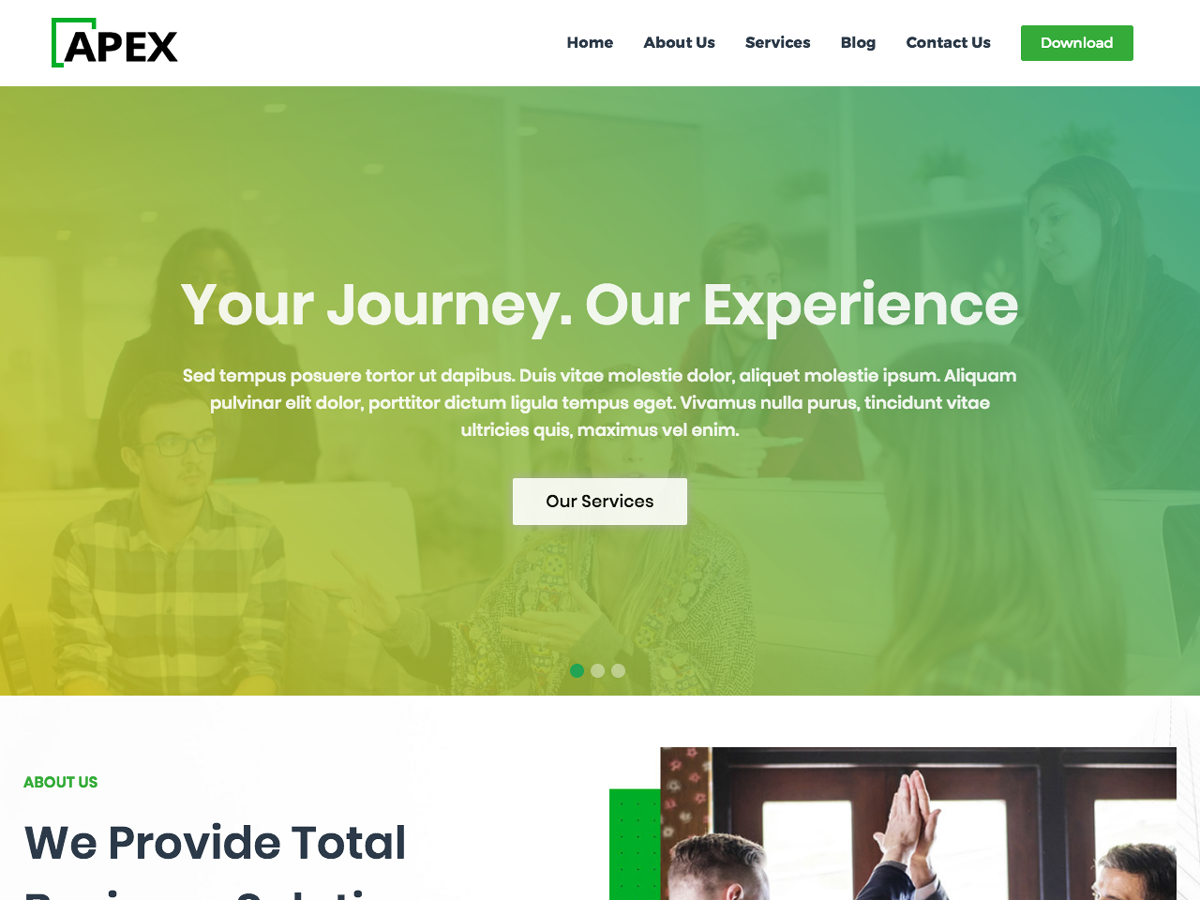 APEX
Home
About Us
Services
Blog
Contact Us
Download
Your Journey. Our Experience
Sed tempus posuere tortor ut dapibus. Duis vitae molestie dolor, aliquet molestie ipsum. Aliquam
pulvinar elit dolor, porttitor dictum ligula tempus eget. Vivamus nulla purus, tincidunt vitae
ultricies quis, maximus vel enim.
Our Services
ABOUT US
We Provide Total